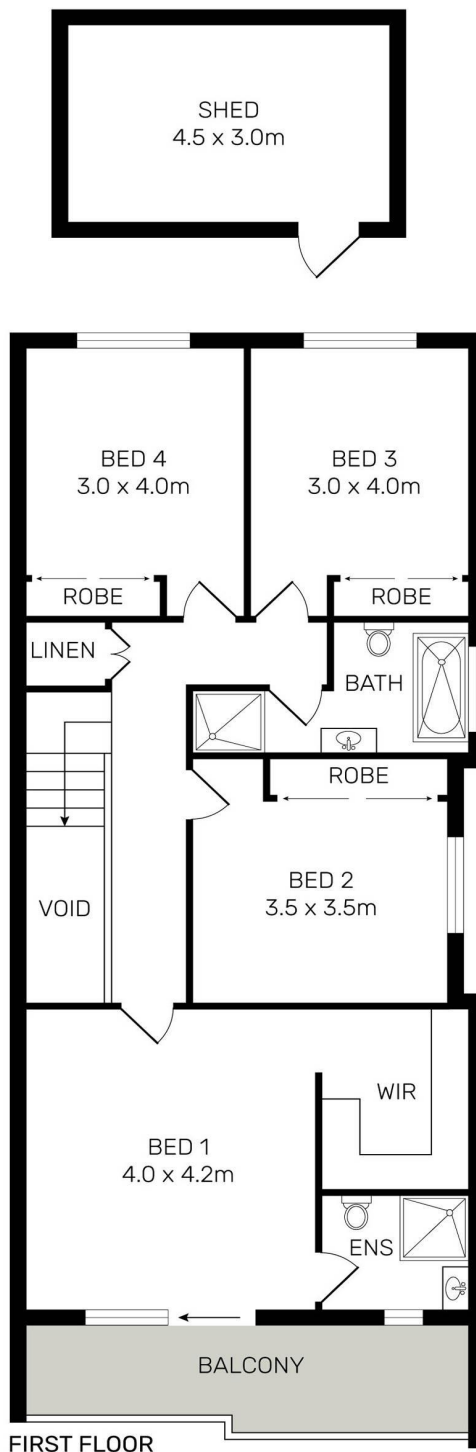 SHED
4.5 x 3.0m
BED 4
3.0 x 4.0m
BED 3
3.0 x 4.0m
ROBE
ROBE
LINEN
BATH
ROBE
BED 2
3.5 x 3.5m
VOID
WIR
BED 1
4.0 x 4.2m
ENS
BALCONY
FIRST FLOOR